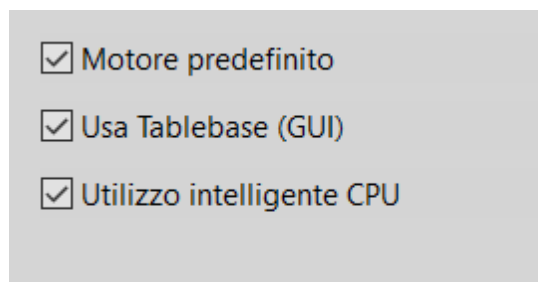 Motore predefinito
Usa Tablebase (GUI)
Utilizzo intelligente CPU